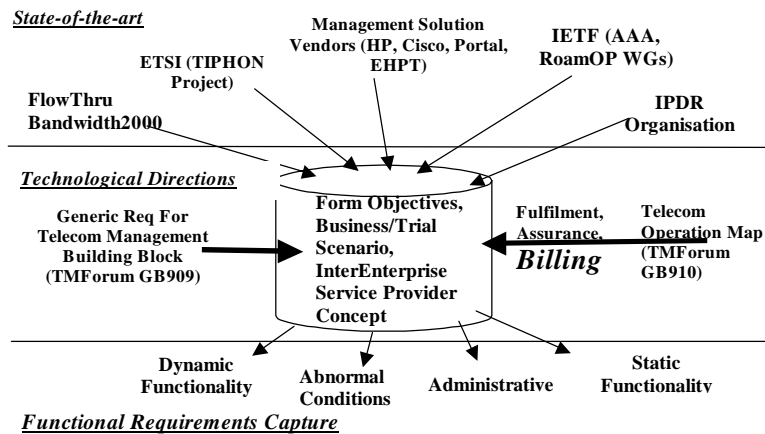 State-of-the-art
Management Solution
Vendors (HP, Cisco, Portal,
EHPT)
IETF (AAA,
RoamOP WGs)
ETSI (TIPHON
Project)
FlowThru
Bandwidth2000
IPDR
Organisation
Technological Directions
Generic Req For
Telecom Management
Building Block
(TMForum GB909)
Form Objectives,
Business/Trial
Scenario,
InterEnterprise
Service Provider
Concept
Fulfilment,
Assurance,
Billing
Telecom
Operation Map
(TMForum
GB910)
Dynamic
Functionality
Abnormal
Conditions
Administrative
Static
Functionality
Functional Requirements Capture